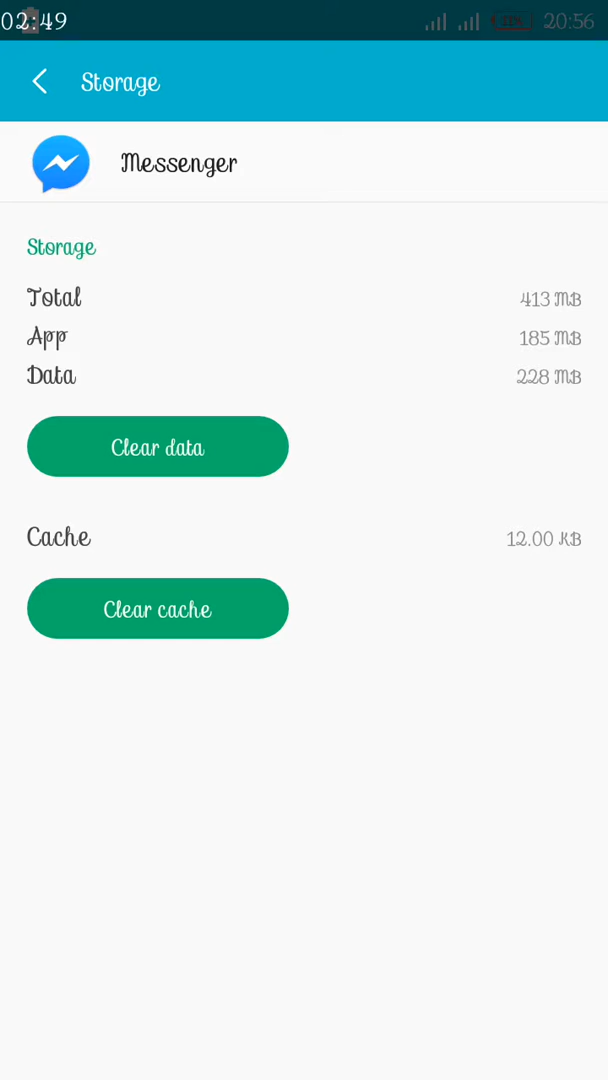 02:49 20:56
Storage
Messenger
Storage
Total 413 MB
App 185 MB
Data 228 MB
Clear data
Cache 12.00 KB
Clear cache